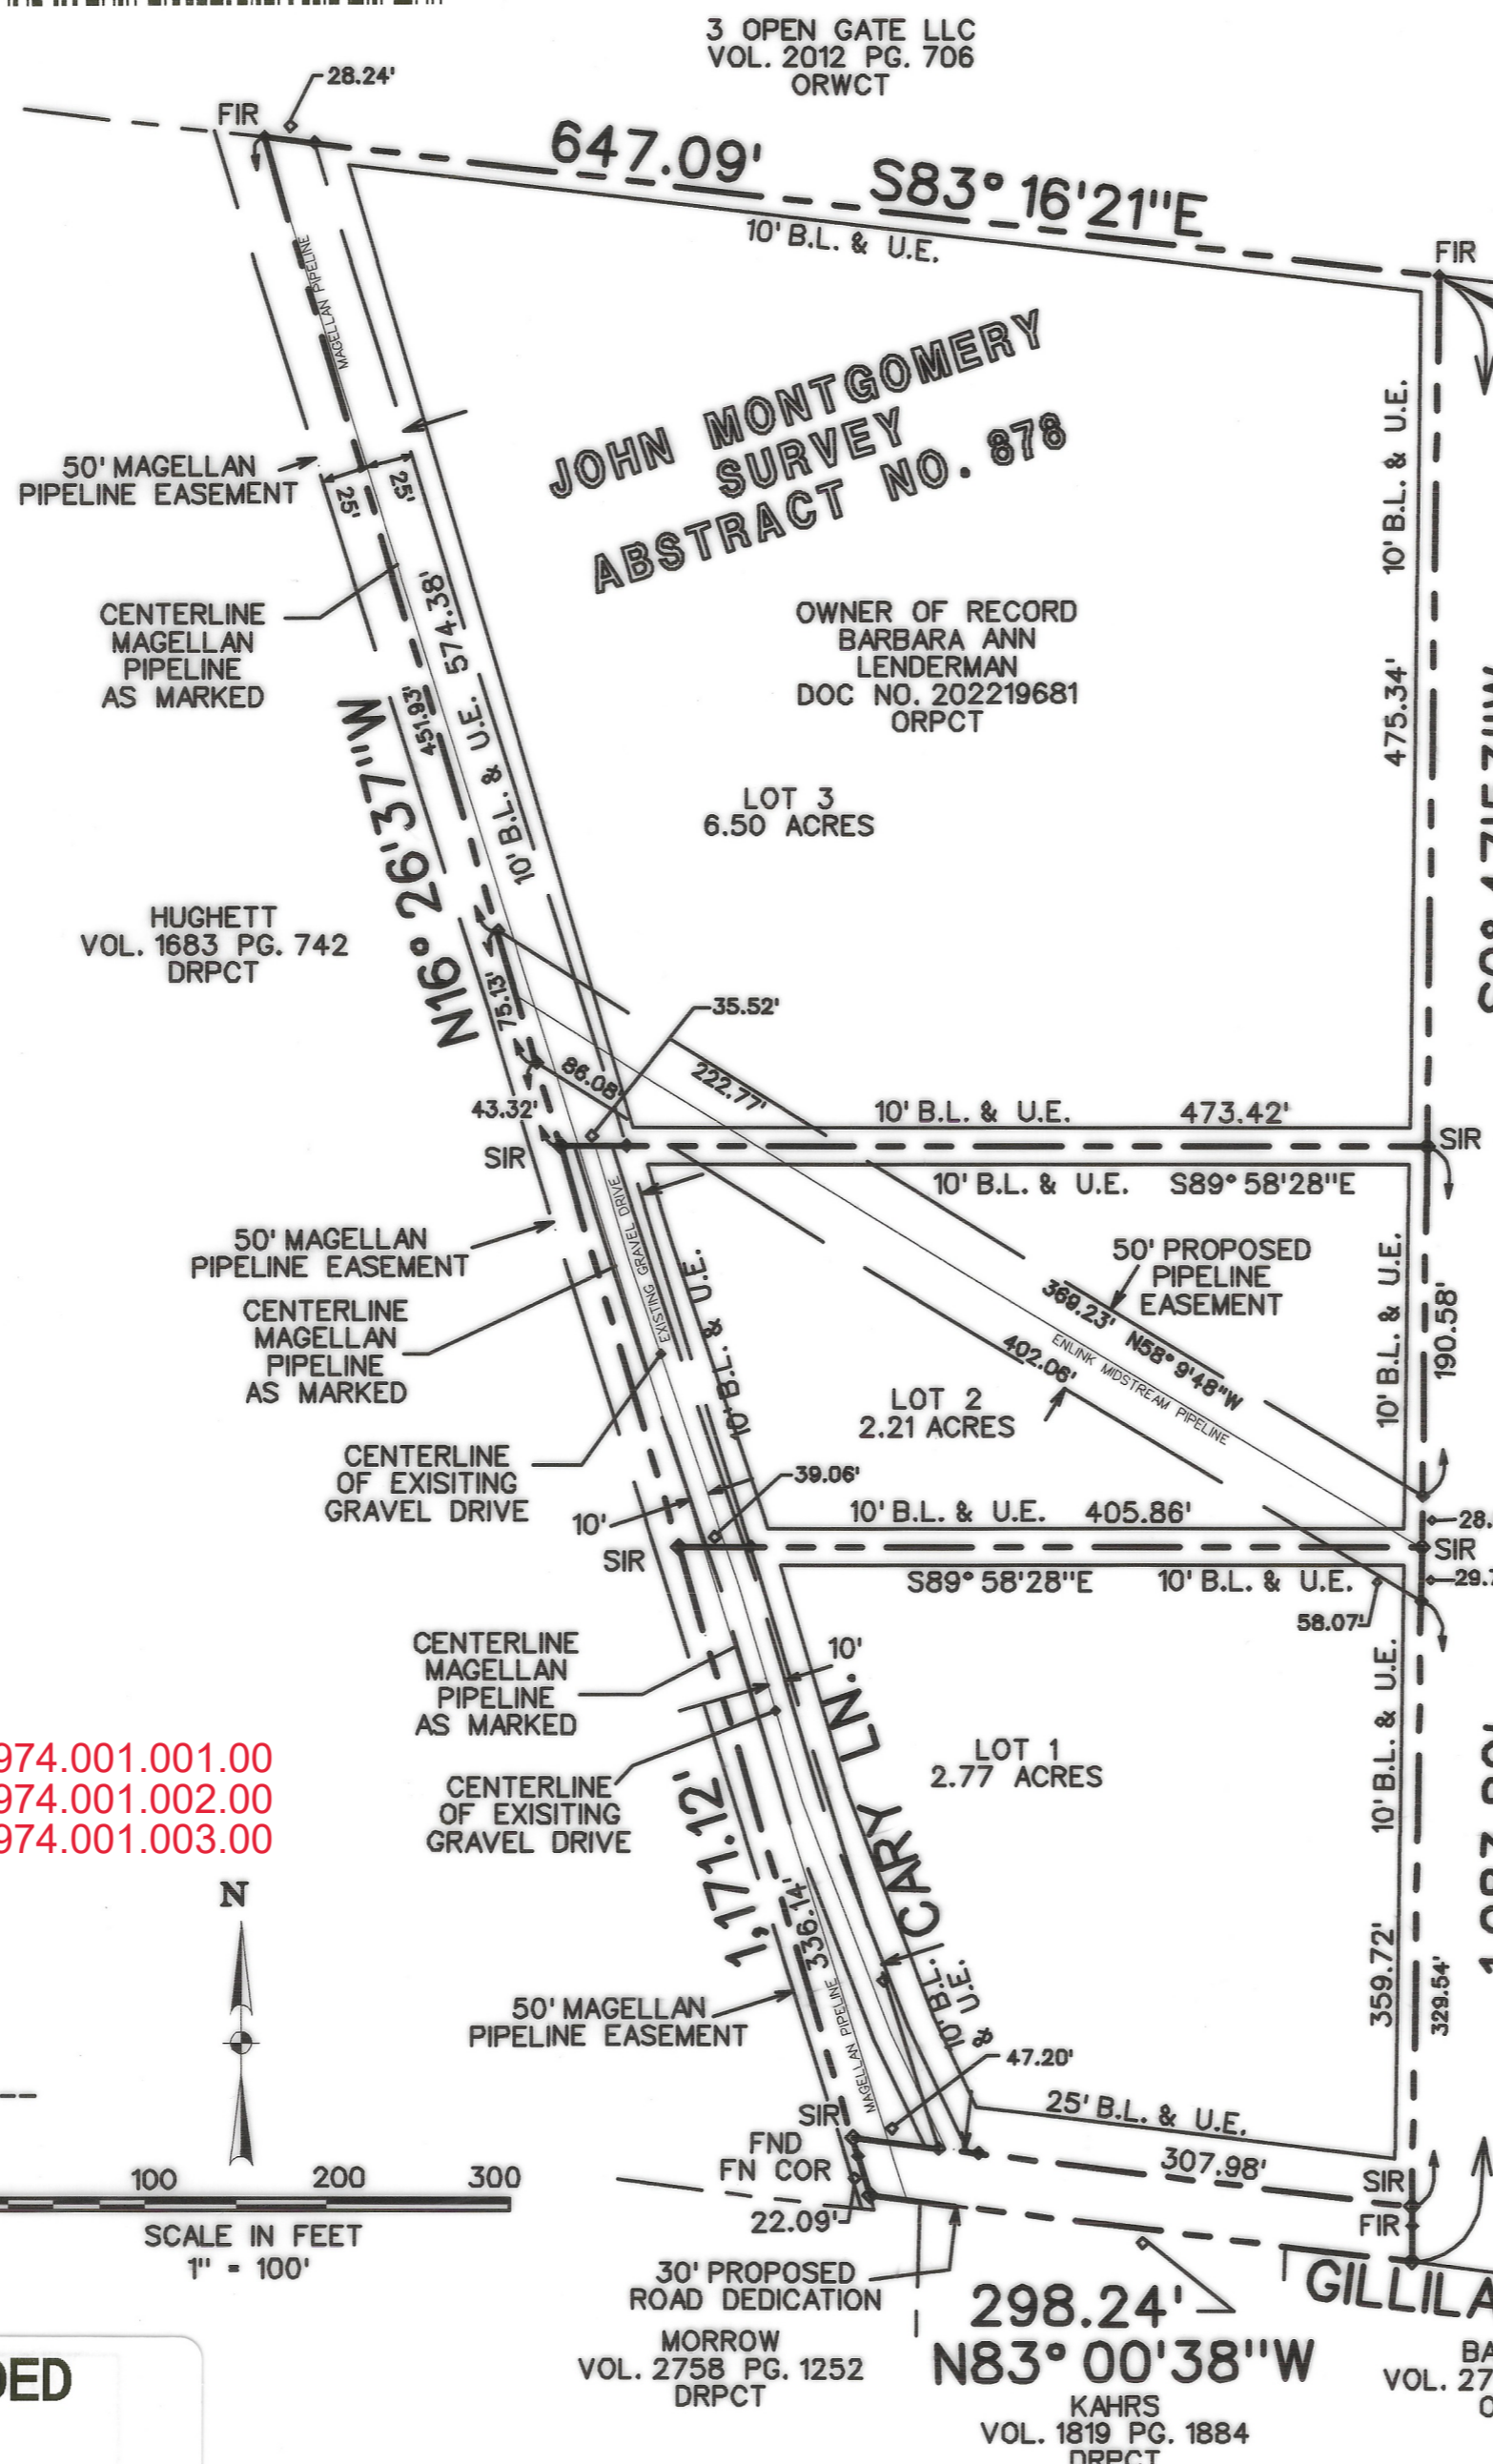 3 OPEN GATE LLC
VOL. 2012 PG. 706
ORWCT
28.24'
FIR
647.09' S83° 16'21"E
10' B.L. & U.E.
FIR
MAGELLAN PIPELINE
JOHN MONTGOMERY
SURVEY
ABSTRACT NO. 878
10' B.L. & U.E.
50' MAGELLAN
PIPELINE EASEMENT
25'
25'
CENTERLINE
MAGELLAN
PIPELINE
AS MARKED
10' B.L. & U.E. 574.38'
451.93'
N16° 26'37"W
OWNER OF RECORD
BARBARA ANN
LENDERMAN
DOC NO. 202219681
ORPCT
475.34'
LOT 3
6.50 ACRES
HUGHETT
VOL. 1683 PG. 742
DRPCT
75.13'
35.52'
86.08'
222.77'
43.32'
10' B.L. & U.E. 473.42'
SIR
SIR
10' B.L. & U.E. S89° 58'28"E
EXISTING GRAVEL DRIVE
50' MAGELLAN
PIPELINE EASEMENT
CENTERLINE
MAGELLAN
PIPELINE
AS MARKED
10' B.L. & U.E.
50' PROPOSED
PIPELINE
EASEMENT
369.23' N58° 9'48"W
ENLINK MIDSTREAM PIPELINE
402.06'
10' B.L. & U.E.
190.58'
LOT 2
2.21 ACRES
CENTERLINE
OF EXISITING
GRAVEL DRIVE
39.06'
10'
10' B.L. & U.E. 405.86'
28.
SIR
SIR
S89° 58'28"E 10' B.L. & U.E.
29.7
58.07'
CENTERLINE
MAGELLAN
PIPELINE
AS MARKED
10'
CARY LN.
10' B.L. & U.E.
LOT 1
2.77 ACRES
974.001.001.00
974.001.002.00
974.001.003.00
CENTERLINE
OF EXISITING
GRAVEL DRIVE
1,171.12'
336.14'
N
359.72'
329.54'
10' B.L. & U.E.
50' MAGELLAN
PIPELINE EASEMENT
MAGELLAN PIPELINE
47.20'
25' B.L. & U.E.
SIR
FND
FN COR
307.98'
SIR
FIR
22.09'
100 200 300
SCALE IN FEET
1" = 100'
30' PROPOSED
ROAD DEDICATION
GILLILA
298.24'
N83° 00'38"W
MORROW
VOL. 2758 PG. 1252
DRPCT
KAHRS
VOL. 1819 PG. 1884
DRPCT
BA
VOL. 27
DED